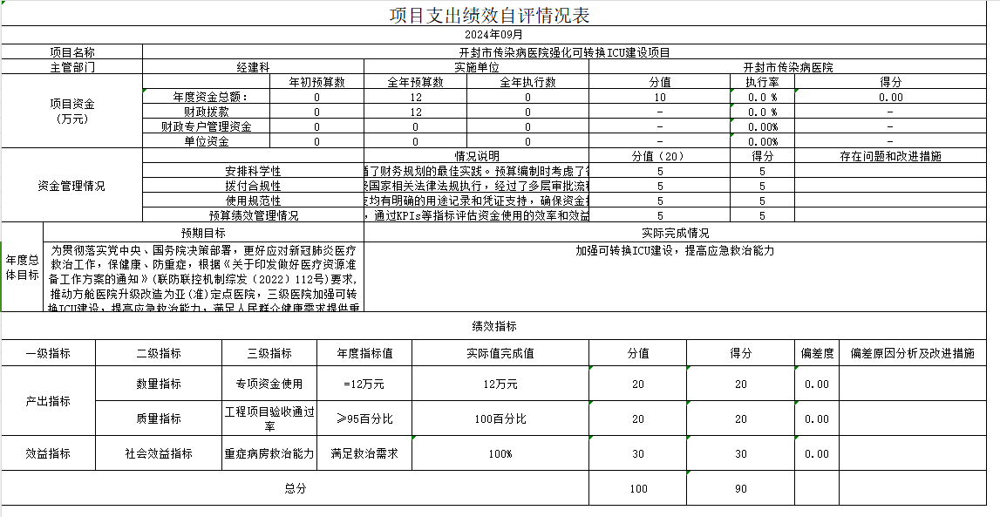 项目支出绩效自评情况表
2024年09月
项目名称 开封市传染病医院强化可转换ICU建设项目
主管部门 经建科 实施单位 开封市传染病医院
项目资金
(万元)
年初预算数 全年预算数 全年执行数 分值 执行率 得分
年度资金总额： 0 12 0 10 0.0 % 0.00
财政拨款 0 12 0 - 0.0 % -
财政专户管理资金 0 0 0 - 0.00% -
单位资金 0 0 0 - 0.00% -
资金管理情况
情况说明 分值（20） 得分 存在问题和改进措施
安排科学性 循了财务规划的最佳实践。预算编制时考虑了 5 5
拨付合规性 国家相关法律法规执行，经过了多层审批流 5 5
使用规范性 均有明确的用途记录和凭证支持，确保资金 5 5
预算绩效管理情况 ，通过KPIs等指标评估资金使用的效率和效益 5 5
年度总
体目标
预期目标 实际完成情况
为贯彻落实党中央、国务院决策部署，更好应对新冠肺炎医疗
救治工作，保健康、防重症，根据《关于印发做好医疗资源准
备工作方案的通知》(联防联控机制综发（2022）112号)要求,
推动方舱医院升级改造为亚(准)定点医院，三级医院加强可转
换ICU建设，提高应急救治能力，满足人民群众健康需求提供重
加强可转换ICU建设，提高应急救治能力
绩效指标
一级指标 二级指标 三级指标 年度指标值 实际值完成值 分值 得分 偏差度 偏差原因分析及改进措施
产出指标
数量指标 专项资金使用 =12万元 12万元 20 20 0.00
质量指标 工程项目验收通过
率 ≥95百分比 100百分比 20 20 0.00
效益指标 社会效益指标 重症病房救治能力 满足救治需求 100% 30 30 0.00
总分 100 90